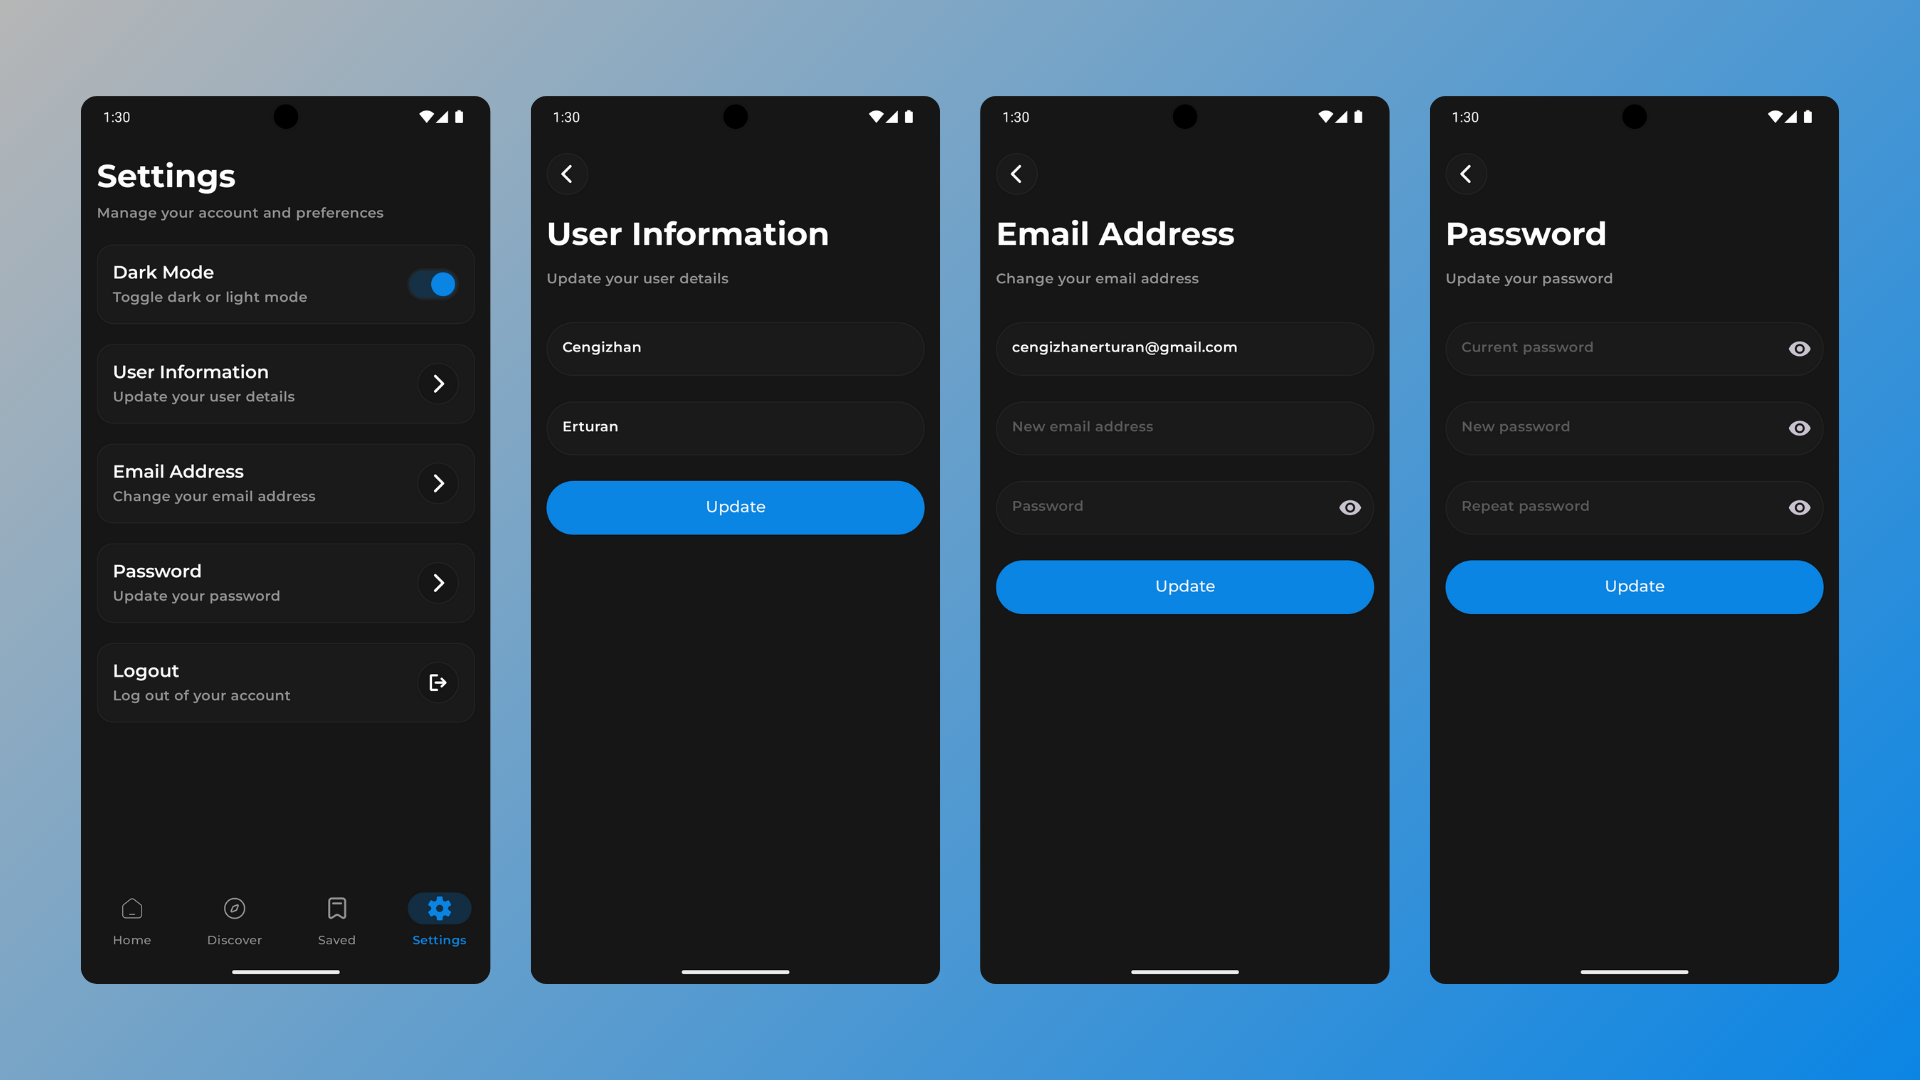 1:30
Settings
Manage your account and preferences
Dark Mode
Toggle dark or light mode
User Information
Update your user details
Email Address
Change your email address
Password
Update your password
Logout
Log out of your account
Home
Discover
Saved
Settings
1:30
User Information
Update your user details
Cengizhan
Erturan
Update
1:30
Email Address
Change your email address
cengizhanerturan@gmail.com
New email address
Password
Update
1:30
Password
Update your password
Current password
New password
Repeat password
Update